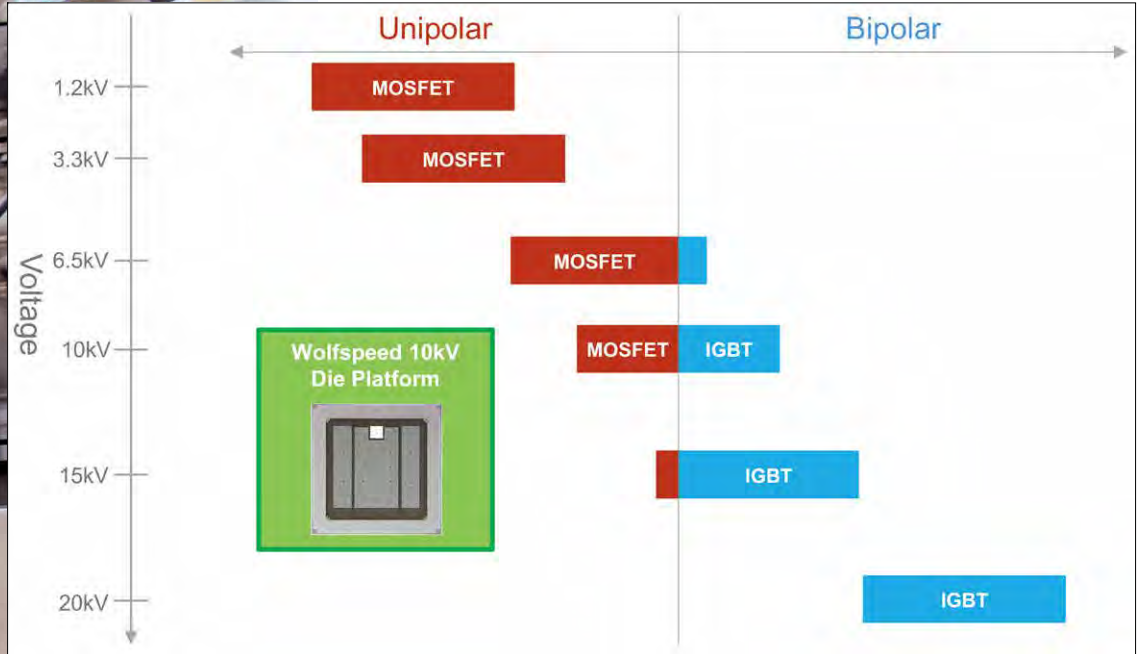 Unipolar
Bipolar
1.2kV
MOSFET
3.3kV
MOSFET
6.5kV
MOSFET
Voltage
10kV
MOSFET
IGBT
Wolfspeed 10kV
Die Platform
15kV
IGBT
20kV
IGBT